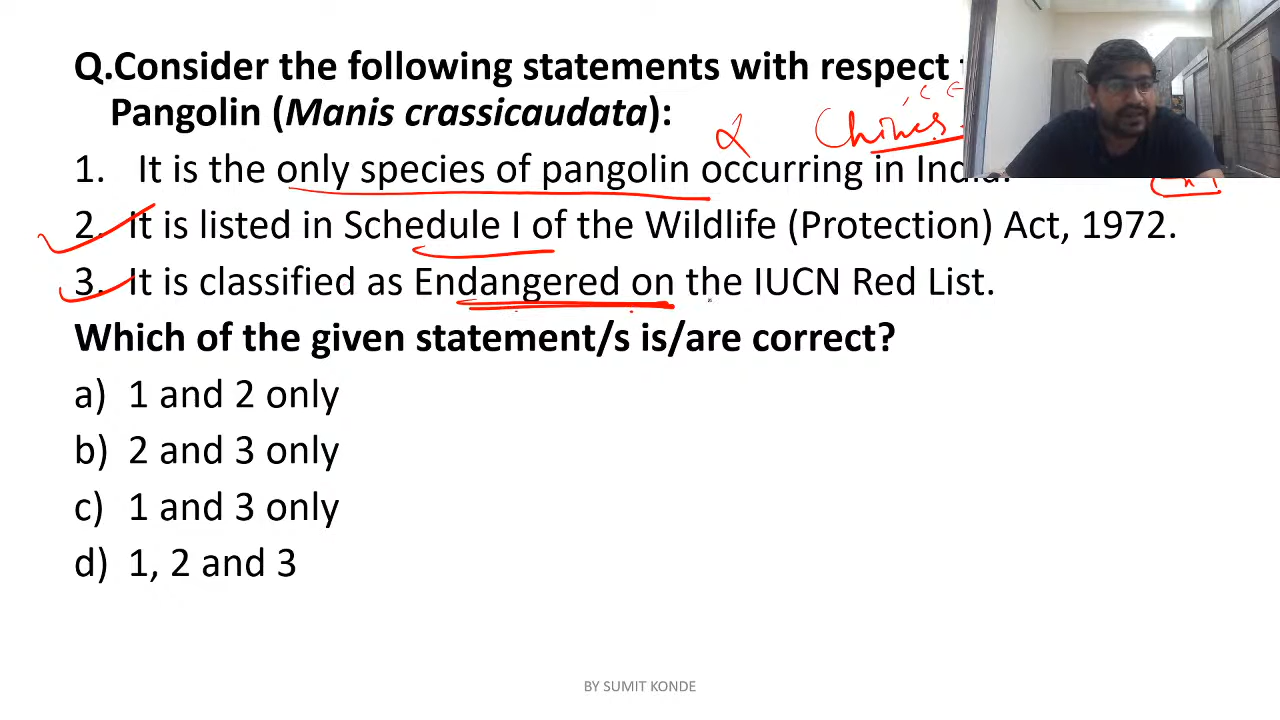 Q.Consider the following statements with respect
Pangolin (Manis crassicaudata):
Chines
1. It is the only species of pangolin occurring in India.
2. It is listed in Schedule I of the Wildlife (Protection) Act, 1972.
3. It is classified as Endangered on the IUCN Red List.
Which of the given statement/s is/are correct?
a) 1 and 2 only
b) 2 and 3 only
c) 1 and 3 only
d) 1, 2 and 3
BY SUMIT KONDE